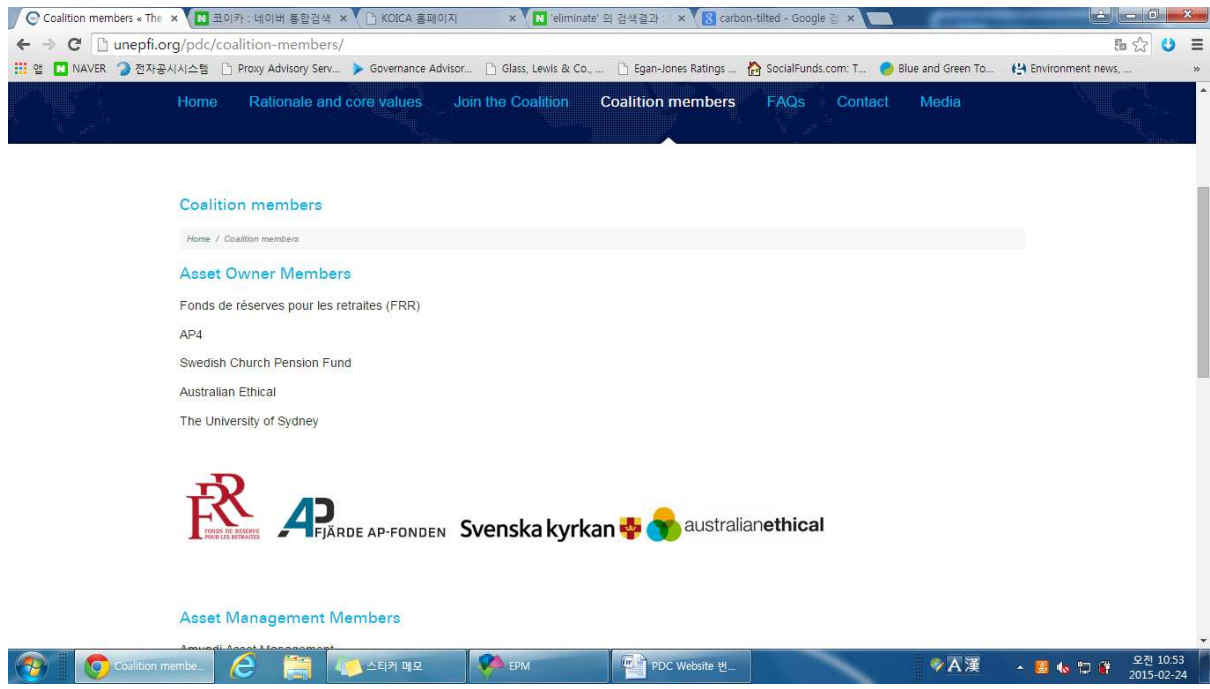 Coalition members « The
코이카 : 네이버 통합검색
KOICA 홈페이지
'eliminate' 의 검색결과 :
carbon-tilted - Google 검
unepfi.org/pdc/coalition-members/
앱
NAVER
전자공시시스템
Proxy Advisory Serv...
Governance Advisor...
Glass, Lewis & Co., ...
Egan-Jones Ratings ...
SocialFunds.com: T...
Blue and Green To...
Environment news, ...
Home
Rationale and core values
Join the Coalition
Coalition members
FAQs
Contact
Media
Coalition members
Home / Coalition members
Asset Owner Members
Fonds de réserves pour les retraites (FRR)
AP4
Swedish Church Pension Fund
Australian Ethical
The University of Sydney
FRR
FONDS DE RESERVE
POUR LES RETRAITES
AP
FJÄRDE AP-FONDEN
Svenska kyrkan
australianethical
Asset Management Members
Amundi Asset Management
Coalition membe...
스티커 메모
EPM
PDC Website 번...
A 漢
오전 10:53
2015-02-24